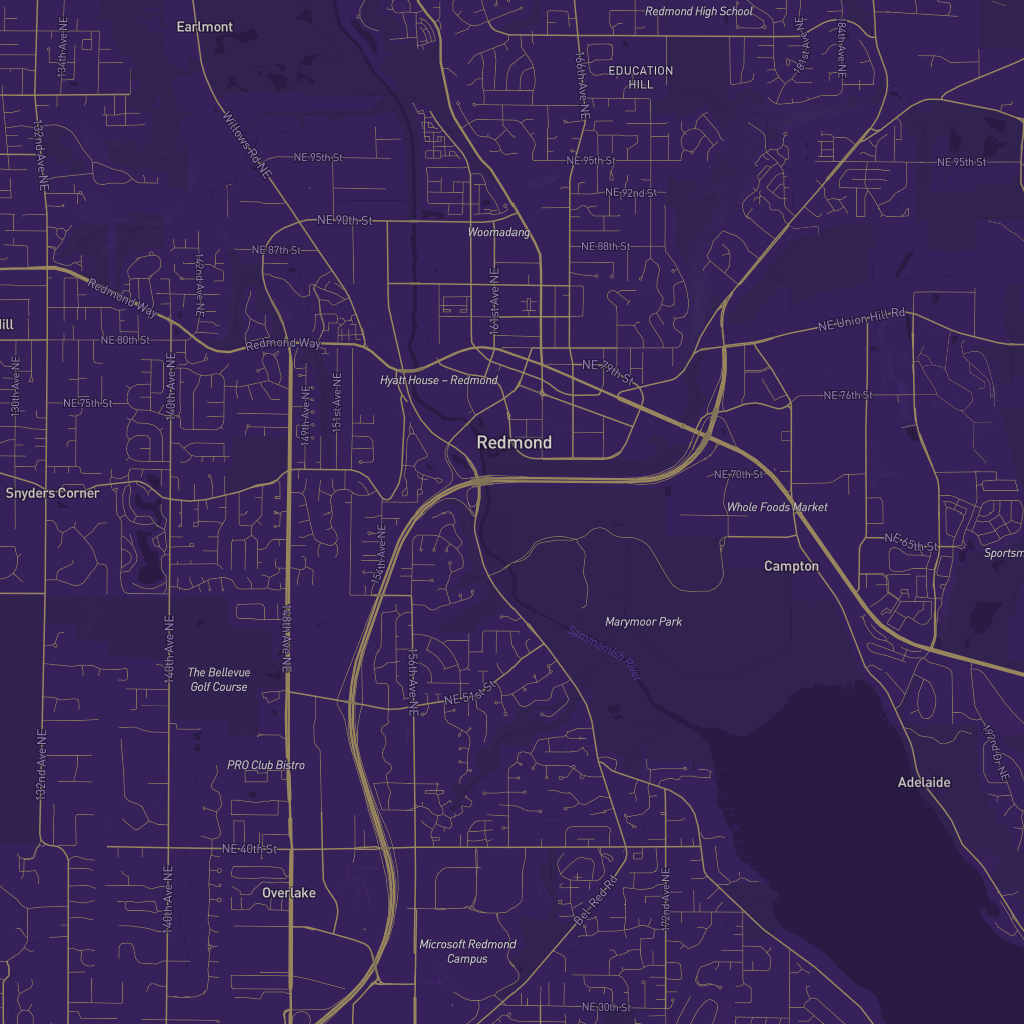 Redmond High School
Earlmont
134th Ave NE
166th Ave NE
181st Ave NE
184th Ave NE
EDUCATION
HILL
Willows Rd NE
132nd Ave NE
NE 95th St
NE 95th St
NE 95th St
NE 92nd St
NE 90th St
Woomadang
NE 87th St
NE 88th St
142nd Ave NE
Redmond Way
161st Ave NE
NE Union Hill Rd
NE 80th St
Redmond Way
NE 79th St
Hyatt House – Redmond
130th Ave NE
140th Ave NE
149th Ave NE
151st Ave NE
NE 75th St
NE 76th St
Redmond
NE 70th St
Snyders Corner
Whole Foods Market
154th Ave NE
NE 65th St
Campton
Marymoor Park
148th Ave NE
140th Ave NE
Sammamish River
The Bellevue
Golf Course
156th Ave NE
NE 51st St
192nd Dr NE
132nd Ave NE
PRO Club Bistro
Adelaide
NE 40th St
Overlake
140th Ave NE
Bel-Red Rd
172nd Ave NE
Microsoft Redmond
Campus
NE 30th St